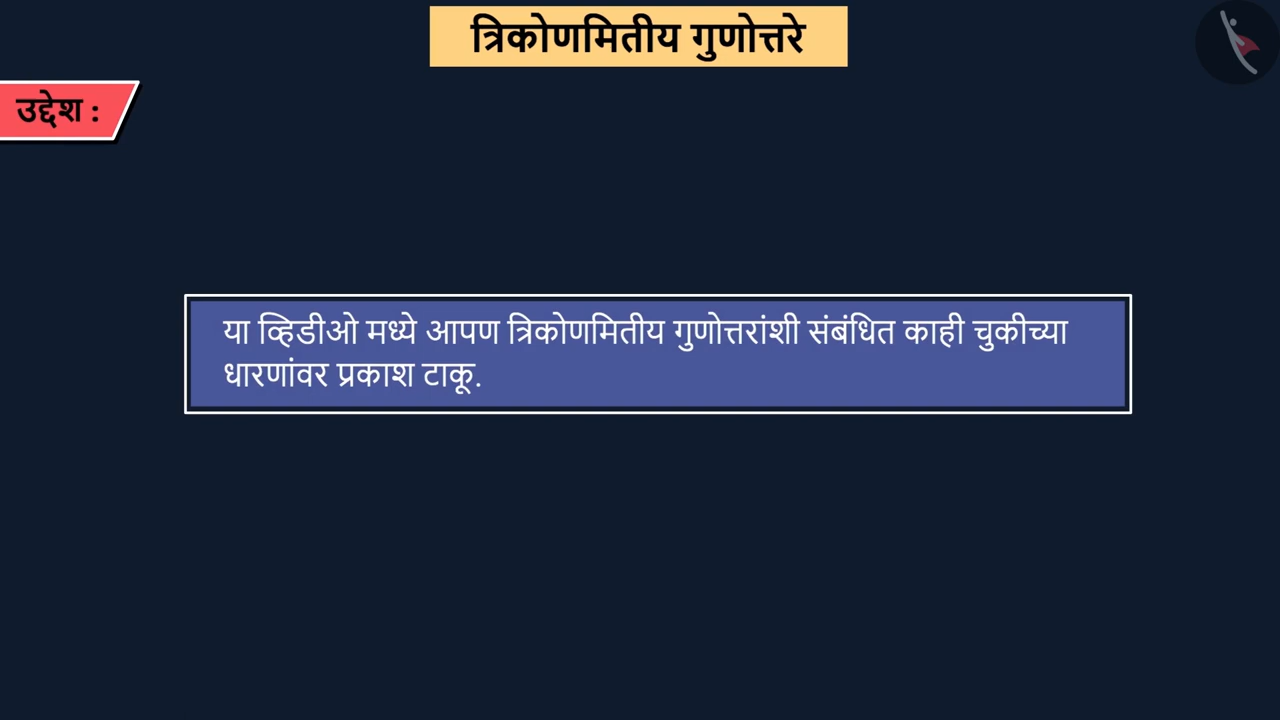 त्रिकोणमितीय गुणोत्तरे
उद्देश :
या व्हिडीओ मध्ये आपण त्रिकोणमितीय गुणोत्तरांशी संबंधित काही चुकीच्या
धारणांवर प्रकाश टाकू.